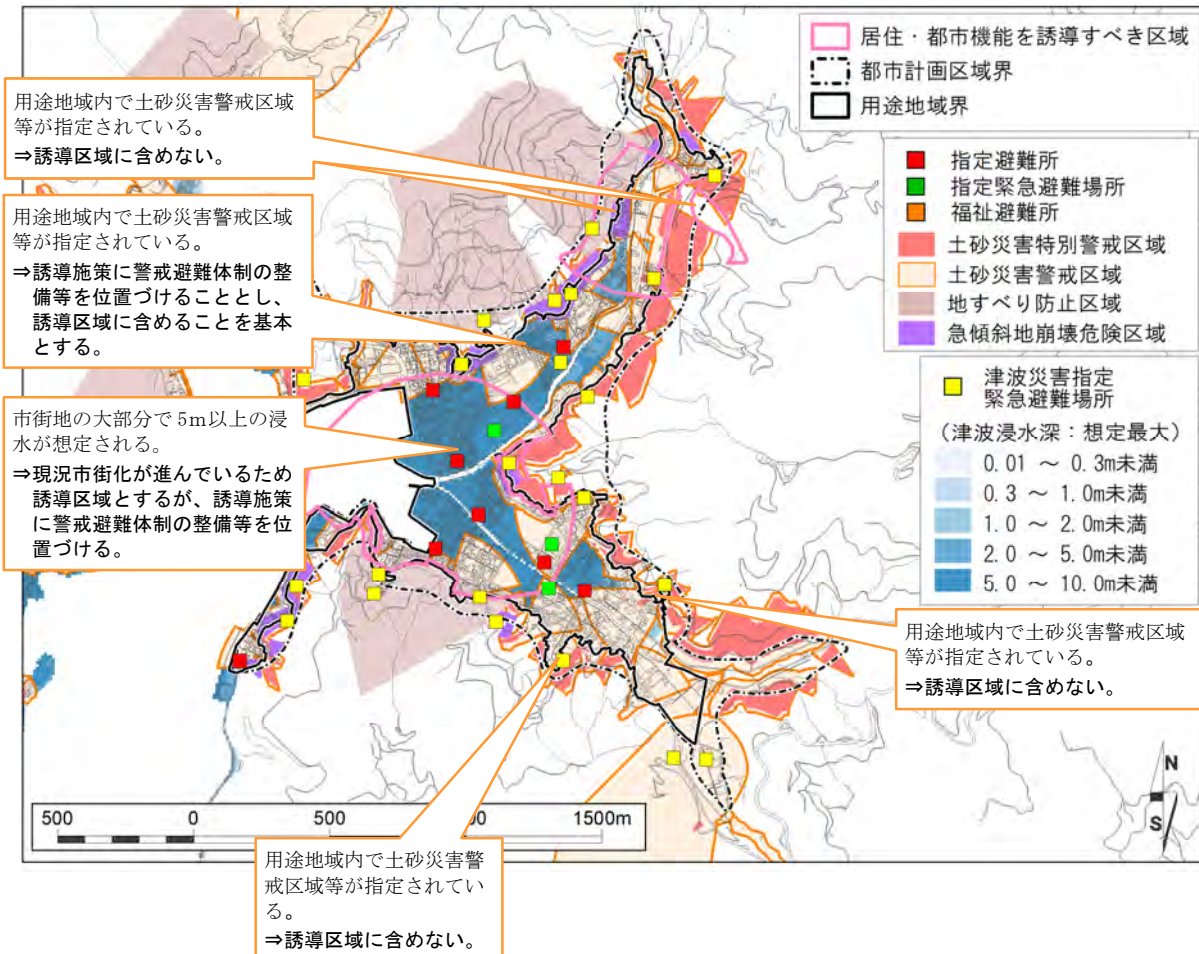 居住・都市機能を誘導すべき区域
都市計画区域界
用途地域界
指定避難所
指定緊急避難場所
福祉避難所
土砂災害特別警戒区域
土砂災害警戒区域
地すべり防止区域
急傾斜地崩壊危険区域
津波災害指定
緊急避難場所
(津波浸水深：想定最大)
0.01 ～ 0.3m未満
0.3 ～ 1.0m未満
1.0 ～ 2.0m未満
2.0 ～ 5.0m未満
5.0 ～ 10.0m未満
用途地域内で土砂災害警戒区域
等が指定されている。
⇒誘導区域に含めない。
用途地域内で土砂災害警戒区域
等が指定されている。
⇒誘導施策に警戒避難体制の整
備等を位置づけることとし、
誘導区域に含めることを基本
とする。
市街地の大部分で5m以上の浸
水が想定される。
⇒現況市街化が進んでいるため
誘導区域とするが、誘導施策
に警戒避難体制の整備等を位
置づける。
用途地域内で土砂災害警戒区域
等が指定されている。
⇒誘導区域に含めない。
500 0 500 1500m
N
S
用途地域内で土砂災害警
戒区域等が指定されてい
る。
⇒誘導区域に含めない。